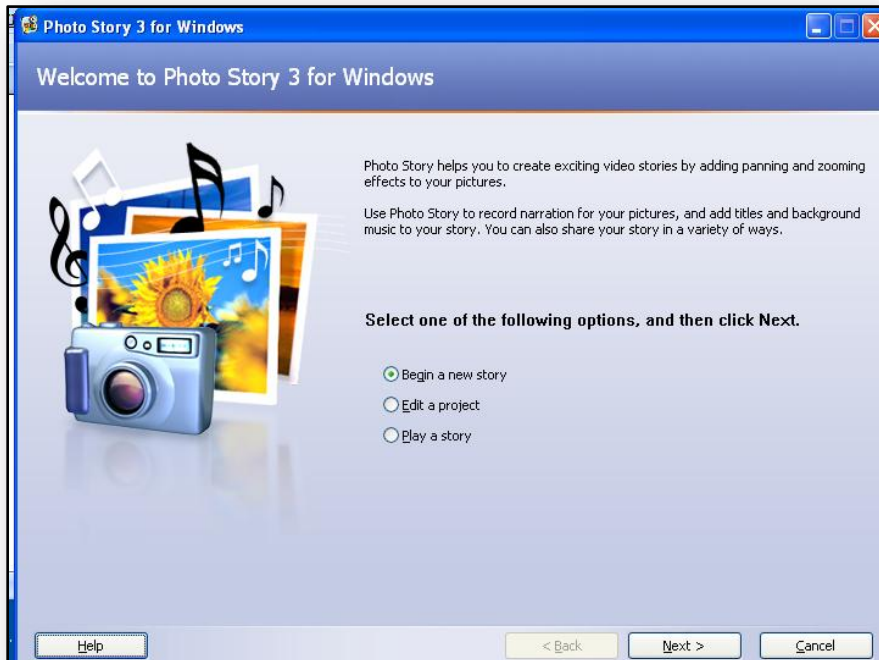 Photo Story 3 for Windows
Welcome to Photo Story 3 for Windows
Photo Story helps you to create exciting video stories by adding panning and zooming
effects to your pictures.
Use Photo Story to record narration for your pictures, and add titles and background
music to your story. You can also share your story in a variety of ways.
Select one of the following options, and then click Next.
Begin a new story
Edit a project
Play a story
Help
< Back
Next >
Cancel